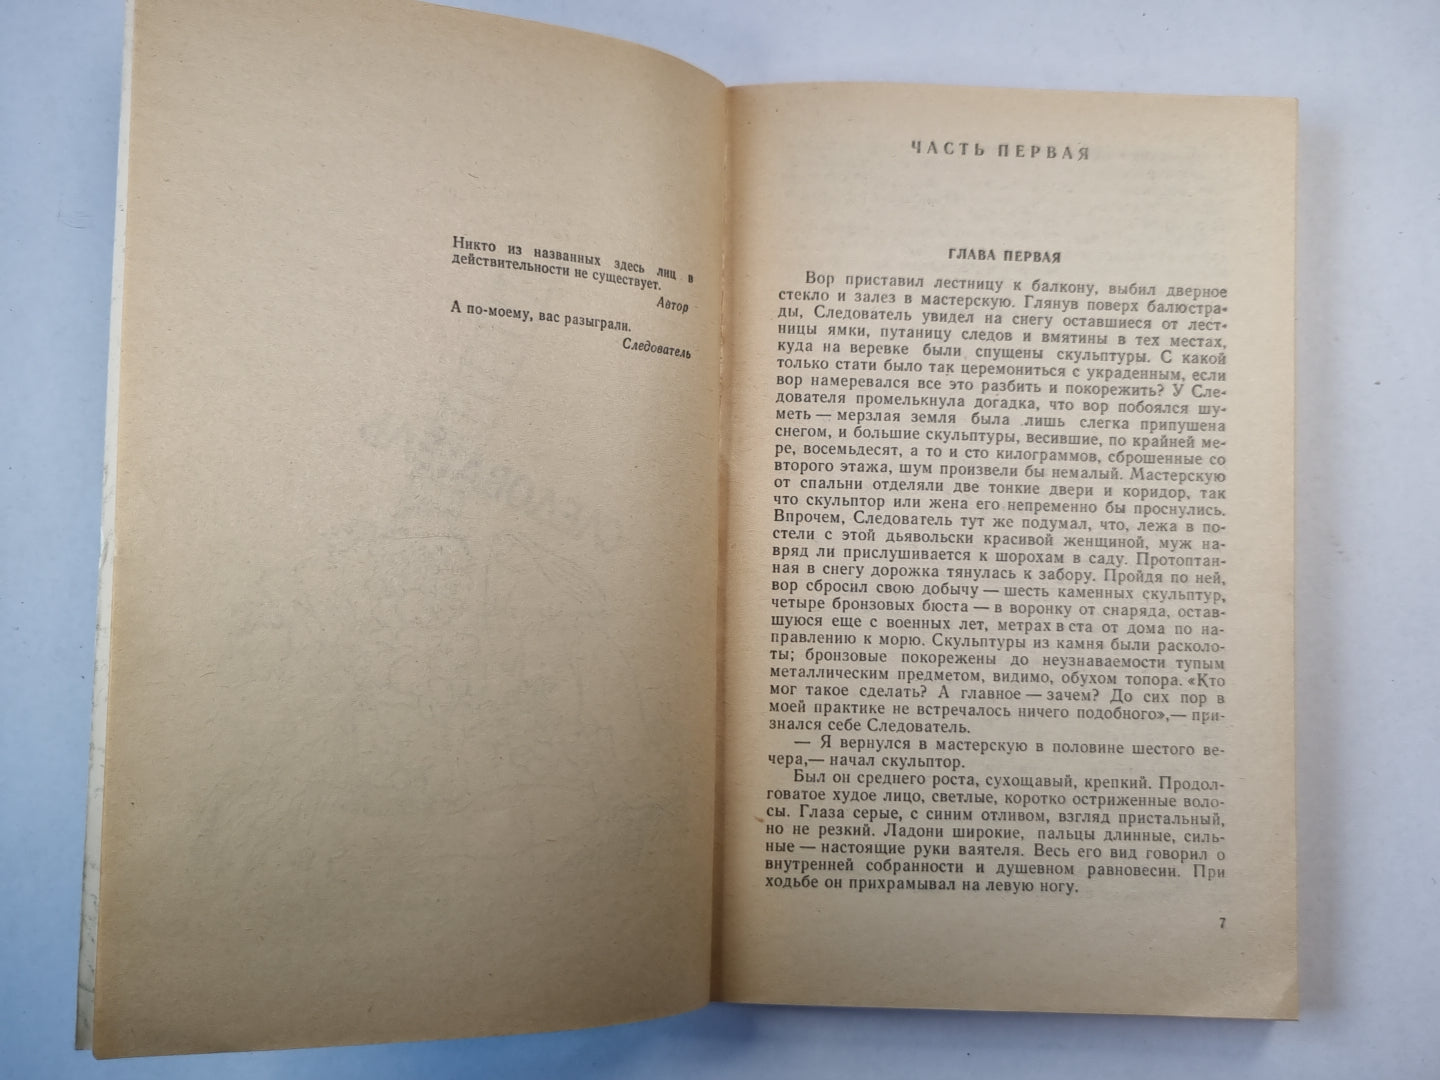 Никто из названных здесь лиц в
действительности не существует.
Автор
А по-моему, вас разыграли.
Следователь
ЧАСТЬ ПЕРВАЯ
ГЛАВА ПЕРВАЯ
Вор приставил лестницу к балкону, выбил дверное
стекло и залез в мастерскую. Глянув поверх балюстра-
ды, Следователь увидел на снегу оставшиеся от лест-
ницы ямки, путаницу следов и вмятины в тех местах,
куда на веревке были спущены скульптуры. С какой
только стати было так церемониться с украденным, если
вор намеревался все это разбить и покорежить? У Сле-
дователя промелькнула догадка, что вор побоялся шу-
меть — мерзлая земля была лишь слегка припушена
снегом, и большие скульптуры, весившие, по крайней ме-
ре, восемьдесят, а то и сто килограммов, сброшенные со
второго этажа, шум произвели бы немалый. Мастерскую
от спальни отделяли две тонкие двери и коридор, так
что скульптор или жена его непременно бы проснулись.
Впрочем, Следователь тут же подумал, что, лежа в по-
стели с этой дьявольски красивой женщиной, муж на-
вряд ли прислушивается к шорохам в саду. Протоптан-
ная в снегу дорожка тянулась к забору. Пройдя по ней,
вор сбросил свою добычу — шесть каменных скульптур,
четыре бронзовых бюста — в воронку от снаряда, остав-
шуюся еще с военных лет, метрах в ста от дома по на-
правлению к морю. Скульптуры из камня были расколо-
ты; бронзовые покорежены до неузнаваемости тупым
металлическим предметом, видимо, обухом топора. «Кто
мог такое сделать? А главное — зачем? До сих пор в
моей практике не встречалось ничего подобного»,— при-
знался себе Следователь.
— Я вернулся в мастерскую в половине шестого ве-
чера,— начал скульптор.
Был он среднего роста, сухощавый, крепкий. Продол-
говатое худое лицо, светлые, коротко остриженные воло-
сы. Глаза серые, с синим отливом, взгляд пристальный,
но не резкий. Ладони широкие, пальцы длинные, силь-
ные — настоящие руки ваятеля. Весь его вид говорил о
внутренней собранности и душевном равновесии. При
ходьбе он прихрамывал на левую ногу.
7